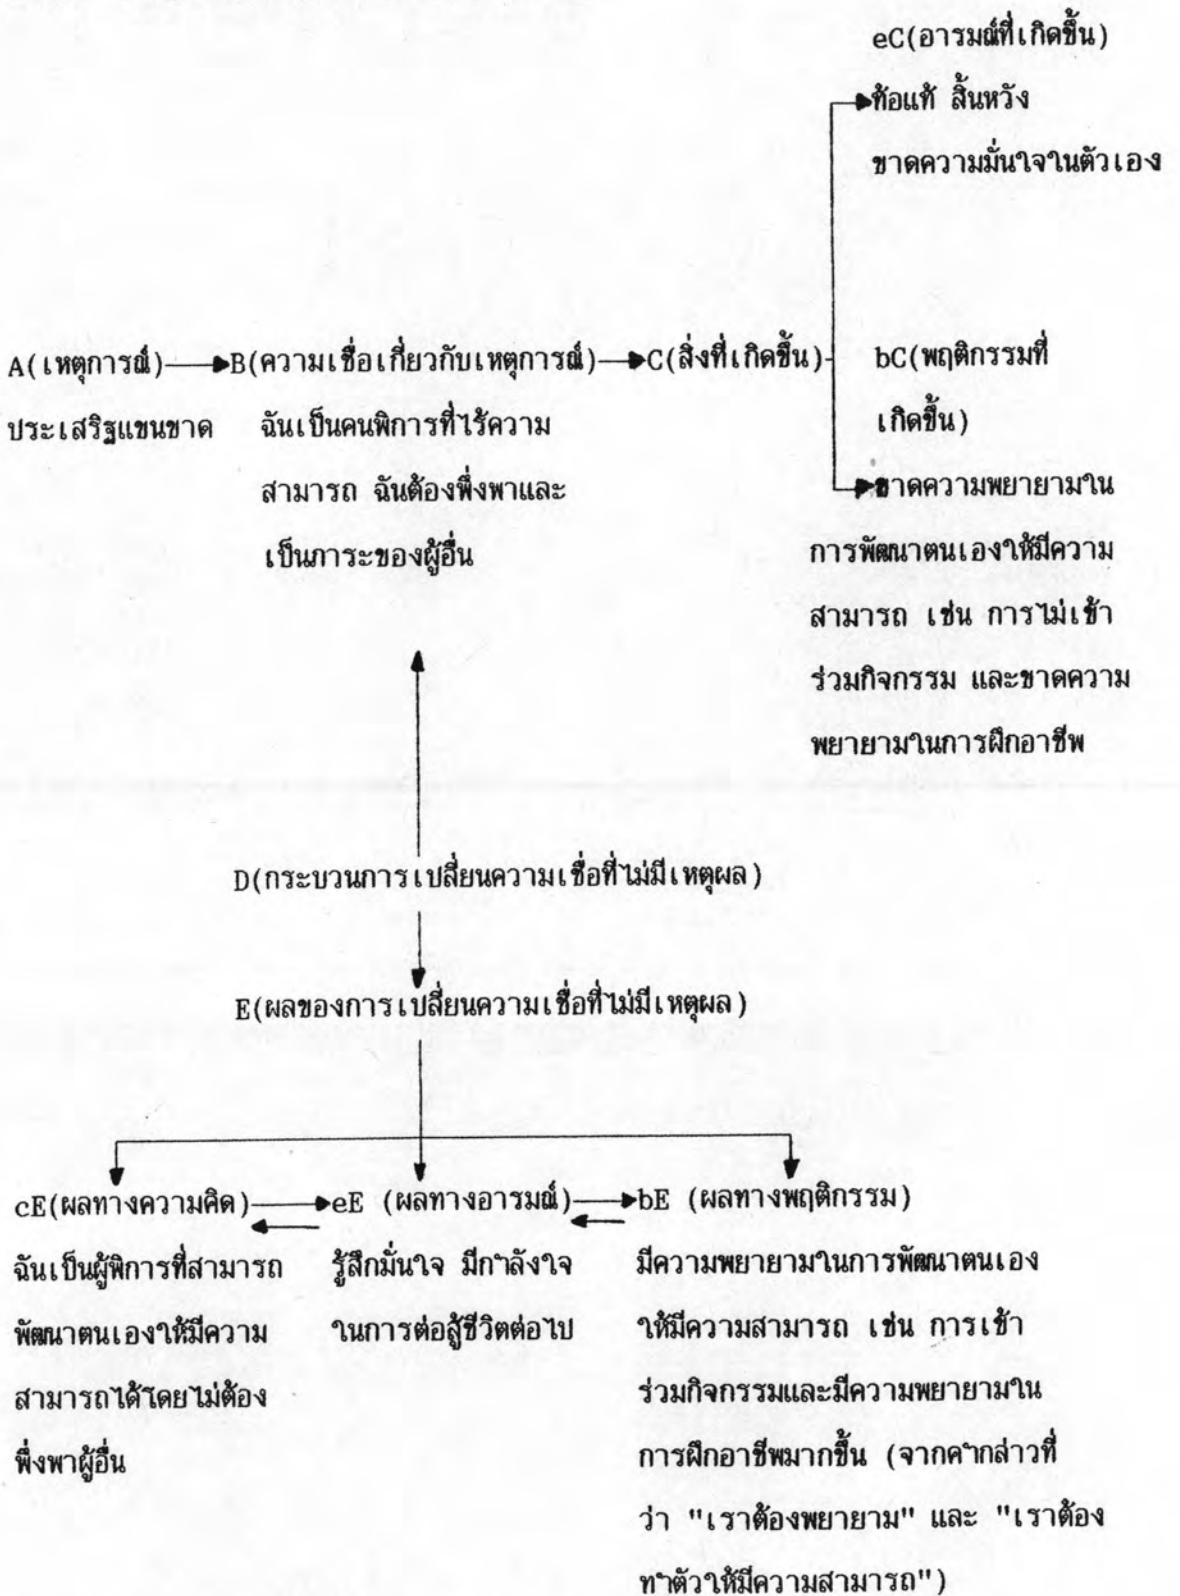 eC(อารมณ์ที่เกิดขึ้น)
ท้อแท้ สิ้นหวัง
ขาดความมั่นใจในตัวเอง
A(เหตุการณ์)
B(ความเชื่อเกี่ยวกับเหตุการณ์)
C(สิ่งที่เกิดขึ้น)
ประเสริฐแขนขาด
ฉันเป็นคนพิการที่ไร้ความ
สามารถ ฉันต้องพึ่งพาและ
เป็นภาระของผู้อื่น
bC(พฤติกรรมที่
เกิดขึ้น)
ขาดความพยายามใน
การพัฒนาตนเองให้มีความ
สามารถ เช่น การไม่เข้า
ร่วมกิจกรรม และขาดความ
พยายามในการฝึกอาชีพ
D(กระบวนการเปลี่ยนความเชื่อที่ไม่มีเหตุผล)
E(ผลของการเปลี่ยนความเชื่อที่ไม่มีเหตุผล)
cE(ผลทางความคิด)
ฉันเป็นผู้พิการที่สามารถ
พัฒนาตนเองให้มีความ
สามารถได้โดยไม่ต้อง
พึ่งพาผู้อื่น
eE (ผลทางอารมณ์)
รู้สึกมั่นใจ มีกำลังใจ
ในการต่อสู้ชีวิตต่อไป
bE (ผลทางพฤติกรรม)
มีความพยายามในการพัฒนาตนเอง
ให้มีความสามารถ เช่น การเข้า
ร่วมกิจกรรมและมีความพยายามใน
การฝึกอาชีพมากขึ้น (จากคำกล่าวที่
ว่า "เราต้องพยายาม" และ "เราต้อง
ทำตัวให้มีความสามารถ")